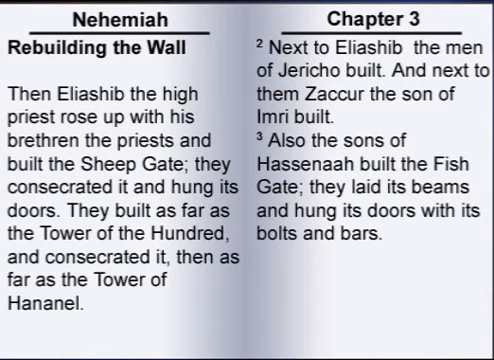 Nehemiah
Rebuilding the Wall
Then Eliashib the high
priest rose up with his
brethren the priests and
built the Sheep Gate; they
consecrated it and hung its
doors. They built as far as
the Tower of the Hundred,
and consecrated it, then as
far as the Tower of
Hananel.
Chapter 3
² Next to Eliashib the men
of Jericho built. And next to
them Zaccur the son of
Imri built.
³ Also the sons of
Hassenaah built the Fish
Gate; they laid its beams
and hung its doors with its
bolts and bars.